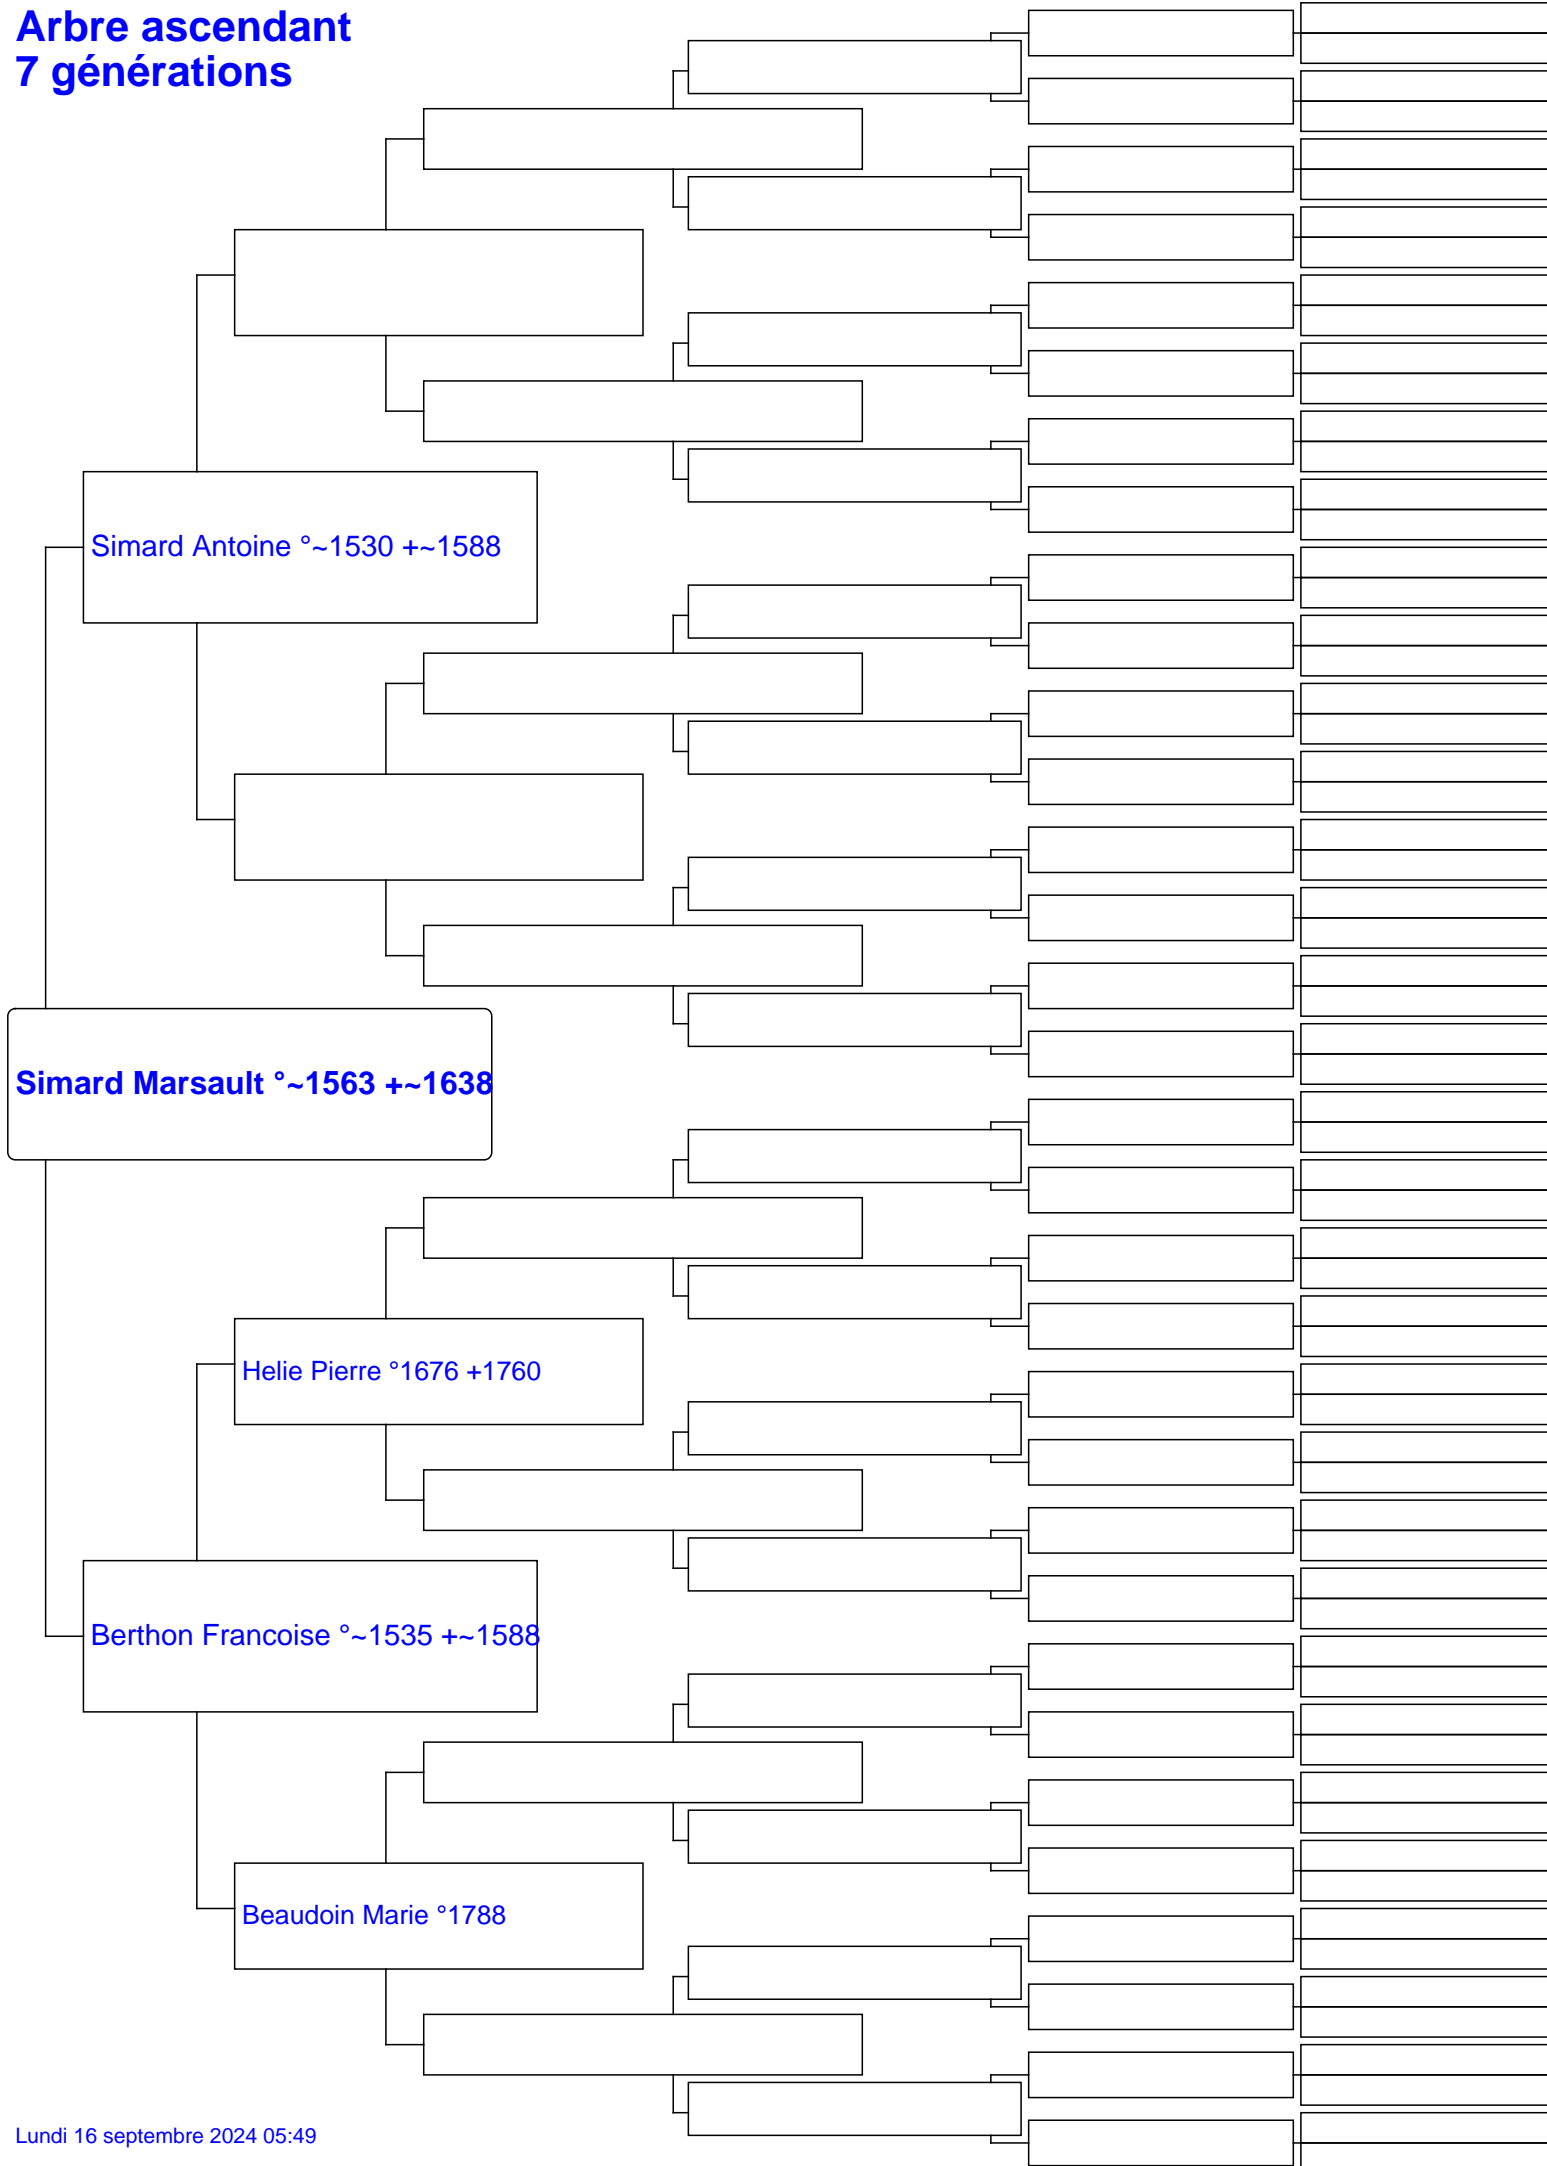 Arbre ascendant
7 générations
Simard Antoine °~1530 +~1588
Simard Marsault °~1563 +~1638
Helie Pierre °1676 +1760
Berthon Francoise °~1535 +~1588
Beaudoin Marie °1788
Lundi 16 septembre 2024 05:49